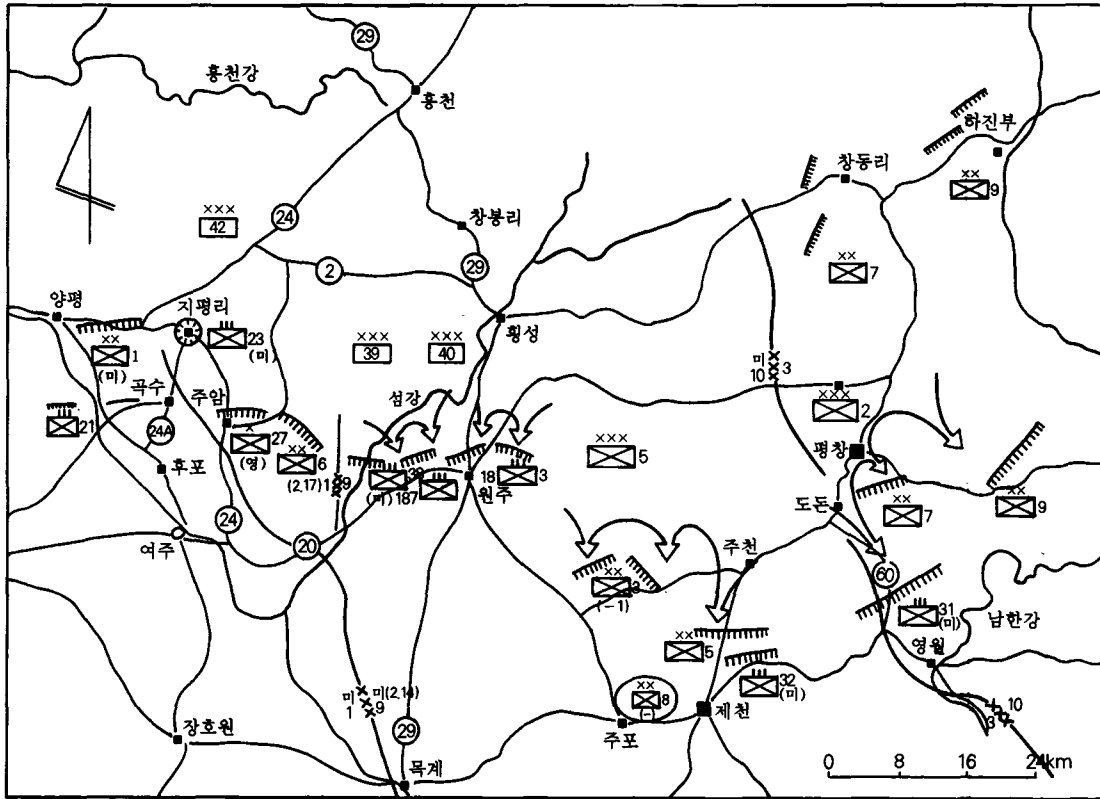 29
홍천강
홍천
하진부
××
9
창동리
×××
42
24
창봉리
2
29
××
7
양평
지평리
23
(미)
횡성
××
1
(미)
×××
39
×××
40
미
10
3
곡수
주암
섬강
×××
2
21
24A
×
27
(영)
××
6
(2,17)1
9
×××
5
평창
후포
38
(미)187
18
원주
3
도돈
××
7
××
9
24
여주
20
주천
60
××
3
(-1)
31
(미)
남한강
××
5
영월
32
(미)
미
1
미(2,14)
9
××
8
(-)
제천
10
3
장호원
29
주포
목계
0 8 16 24km